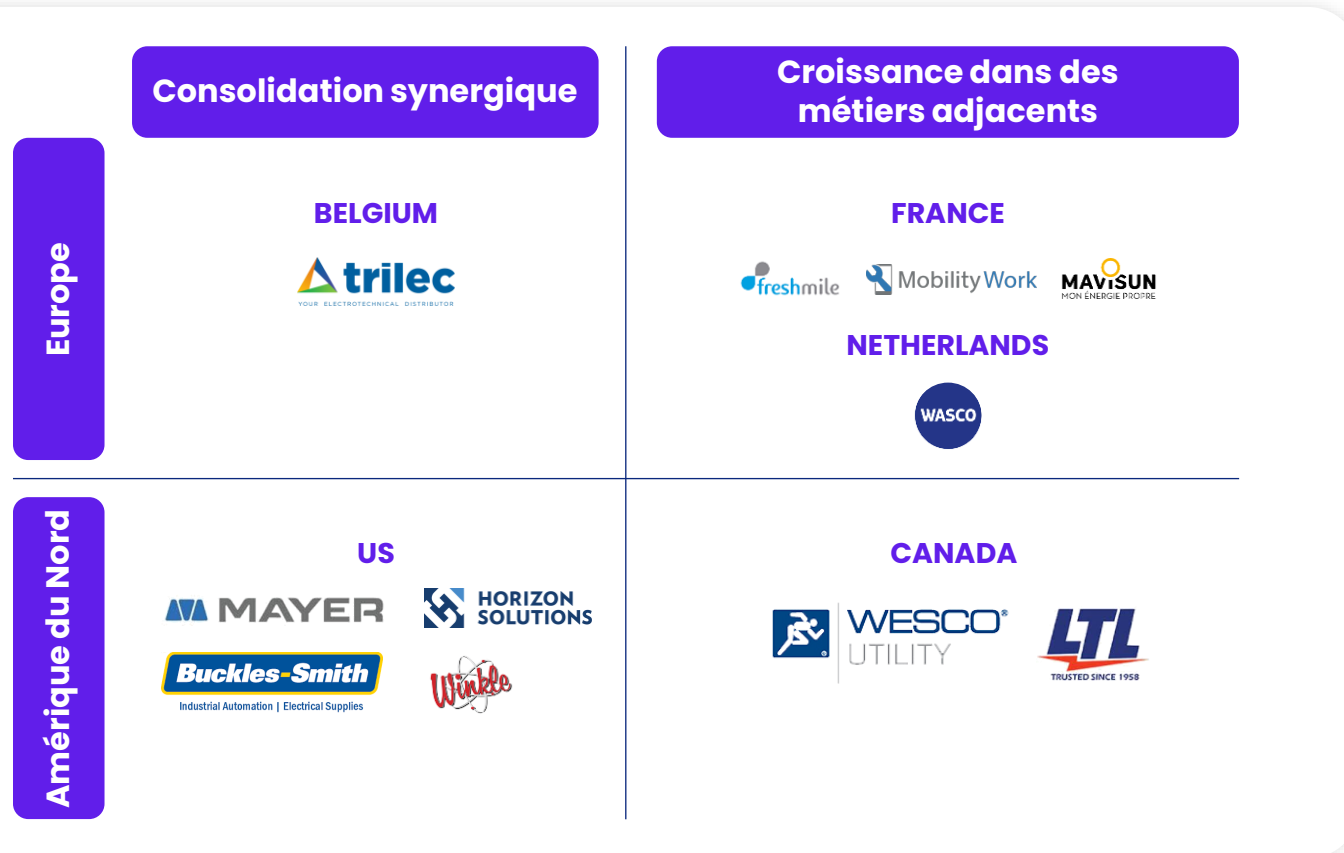 Consolidation synergique
Croissance dans des
métiers adjacents
Europe
BELGIUM
trilec
YOUR ELECTROTECHNICAL DISTRIBUTOR
FRANCE
freshmile
MobilityWork
MAVISUN
MON ÉNERGIE PROPRE
NETHERLANDS
WASCO
Amérique du Nord
US
MAYER
HORIZON
SOLUTIONS
Buckles-Smith
Industrial Automation | Electrical Supplies
Winkle
CANADA
WESCO®
UTILITY
LTL
TRUSTED SINCE 1958